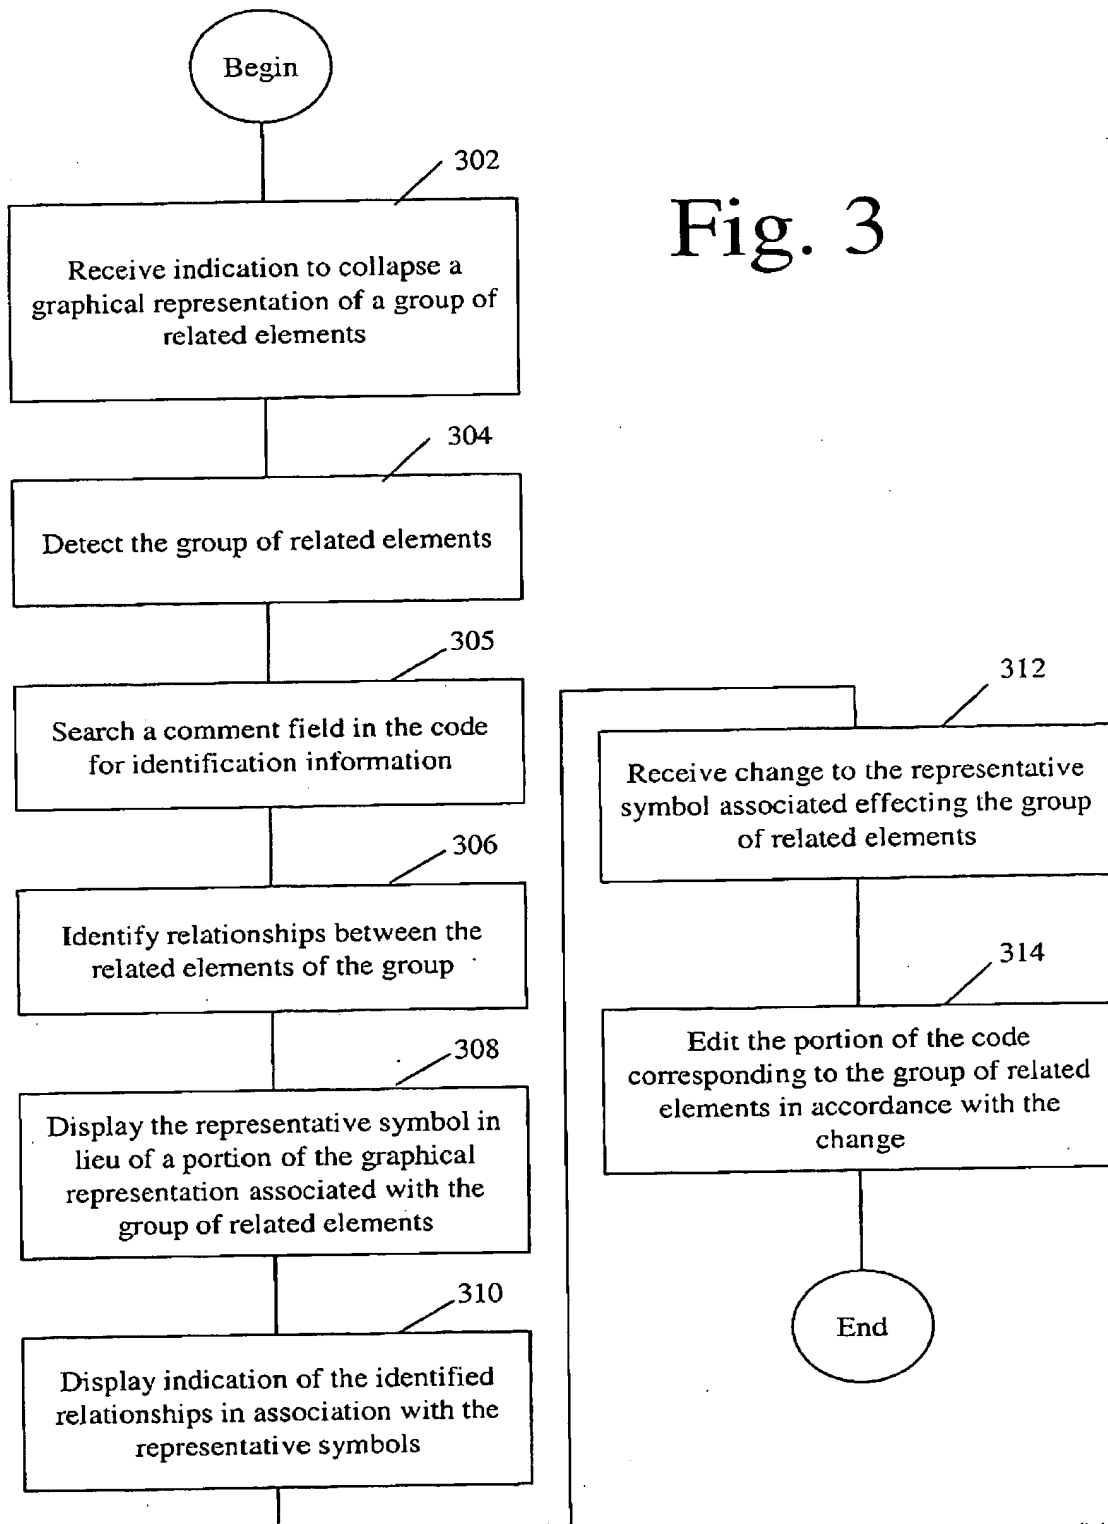 Begin
302
Fig. 3
Receive indication to collapse a
graphical representation of a group of
related elements
304
Detect the group of related elements
305
Search a comment field in the code
for identification information
306
Identify relationships between the
related elements of the group
308
Display the representative symbol in
lieu of a portion of the graphical
representation associated with the
group of related elements
310
Display indication of the identified
relationships in association with the
representative symbols
312
Receive change to the representative
symbol associated effecting the group
of related elements
314
Edit the portion of the code
corresponding to the group of related
elements in accordance with the
change
End